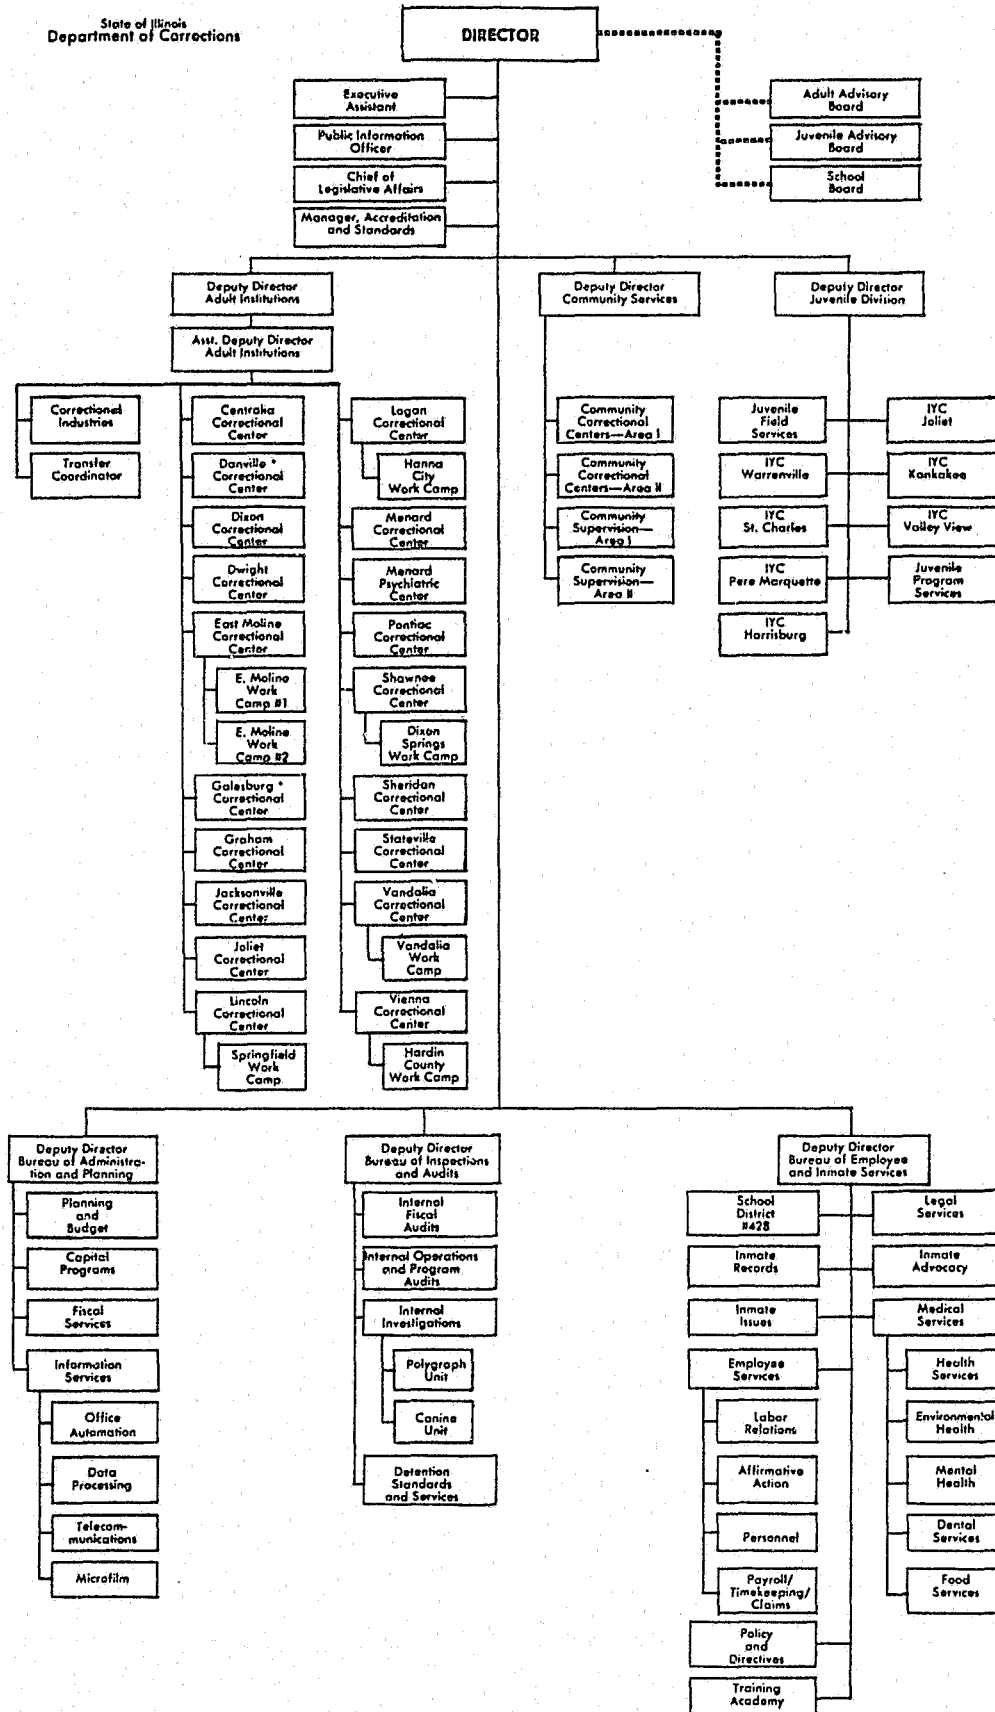 State of Illinois
Department of Corrections
DIRECTOR
Executive
Assistant
Public Information
Officer
Chief of
Legislative Affairs
Manager, Accreditation
and Standards
Adult Advisory
Board
Juvenile Advisory
Board
School
Board
Deputy Director
Adult Institutions
Asst. Deputy Director
Adult Institutions
Deputy Director
Community Services
Deputy Director
Juvenile Division
Correctional
Industries
Transfer
Coordinator
Centralia
Correctional
Center
Danville *
Correctional
Center
Dixon
Correctional
Center
Dwight
Correctional
Center
East Moline
Correctional
Center
E. Moline
Work
Camp #1
E. Moline
Work
Camp #2
Galesburg *
Correctional
Center
Graham
Correctional
Center
Jacksonville
Correctional
Center
Joliet
Correctional
Center
Lincoln
Correctional
Center
Springfield
Work
Camp
Logan
Correctional
Center
Hanna
City
Work Camp
Menard
Correctional
Center
Menard
Psychiatric
Center
Pontiac
Correctional
Center
Shawnee
Correctional
Center
Dixon
Springs
Work Camp
Sheridan
Correctional
Center
Stateville
Correctional
Center
Vandalia
Correctional
Center
Vandalia
Work
Camp
Vienna
Correctional
Center
Hardin
County
Work Camp
Community
Correctional
Centers—Area I
Community
Correctional
Centers—Area II
Community
Supervision—
Area I
Community
Supervision—
Area II
Juvenile
Field
Services
IYC
Warrenville
IYC
St. Charles
IYC
Pere Marquette
IYC
Harrisburg
IYC
Joliet
IYC
Kankakee
IYC
Valley View
Juvenile
Program
Services
Deputy Director
Bureau of Administra-
tion and Planning
Planning
and
Budget
Capital
Programs
Fiscal
Services
Information
Services
Office
Automation
Data
Processing
Telecom-
munications
Microfilm
Deputy Director
Bureau of Inspections
and Audits
Internal
Fiscal
Audits
Internal Operations
and Program
Audits
Internal
Investigations
Polygraph
Unit
Canine
Unit
Detention
Standards
and Services
Deputy Director
Bureau of Employee
and Inmate Services
School
District
#428
Inmate
Records
Inmate
Issues
Employee
Services
Labor
Relations
Affirmative
Action
Personnel
Payroll/
Timekeeping/
Claims
Policy
and
Directives
Training
Academy
Legal
Services
Inmate
Advocacy
Medical
Services
Health
Services
Environmental
Health
Mental
Health
Dental
Services
Food
Services